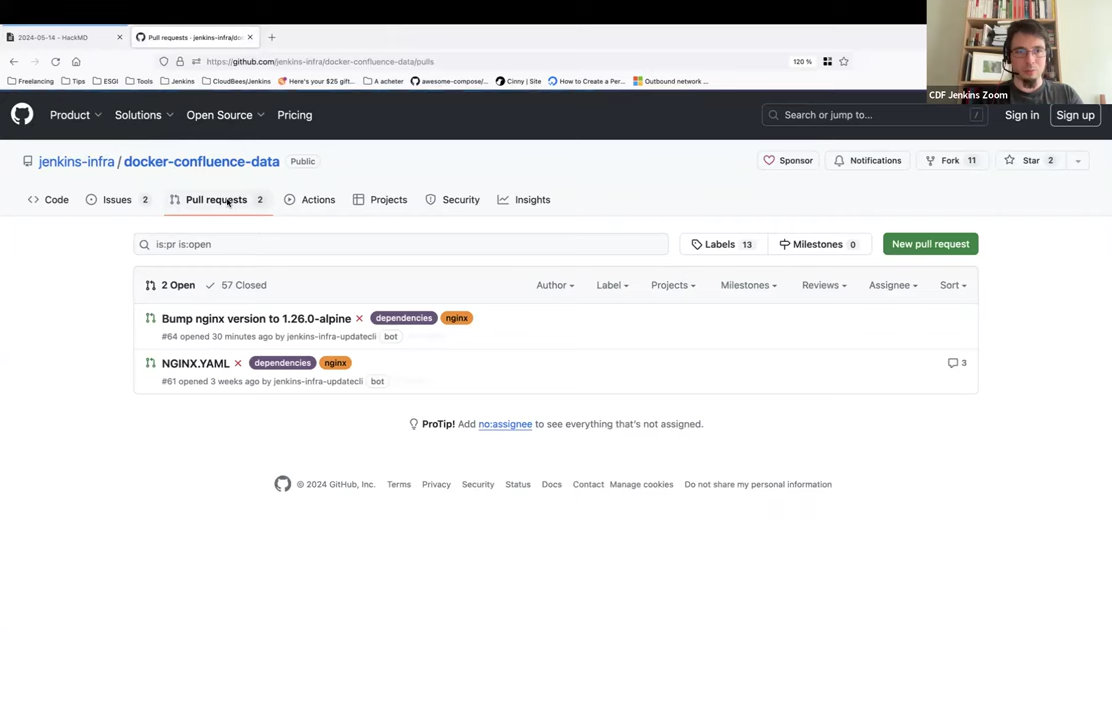 2024-05-14 - HackMD
Pull requests · jenkins-infra/do
https://github.com/jenkins-infra/docker-confluence-data/pulls
120 %
Freelancing Tips ESGI Tools Jenkins CloudBees/Jenkins Here's your $25 gift... A acheter awesome-compose/... Cinny | Site How to Create a Per... Outbound network ...
CDF Jenkins Zoom
Product Solutions Open Source Pricing
Search or jump to... /
Sign in Sign up
jenkins-infra / docker-confluence-data Public
Sponsor Notifications Fork 11 Star 2
Code Issues 2 Pull requests 2 Actions Projects Security Insights
is:pr is:open
Labels 13 Milestones 0 New pull request
2 Open 57 Closed
Author Label Projects Milestones Reviews Assignee Sort
Bump nginx version to 1.26.0-alpine dependencies nginx
#64 opened 30 minutes ago by jenkins-infra-updatecli bot
NGINX.YAML dependencies nginx 3
#61 opened 3 weeks ago by jenkins-infra-updatecli bot
ProTip! Add no:assignee to see everything that's not assigned.
© 2024 GitHub, Inc. Terms Privacy Security Status Docs Contact Manage cookies Do not share my personal information